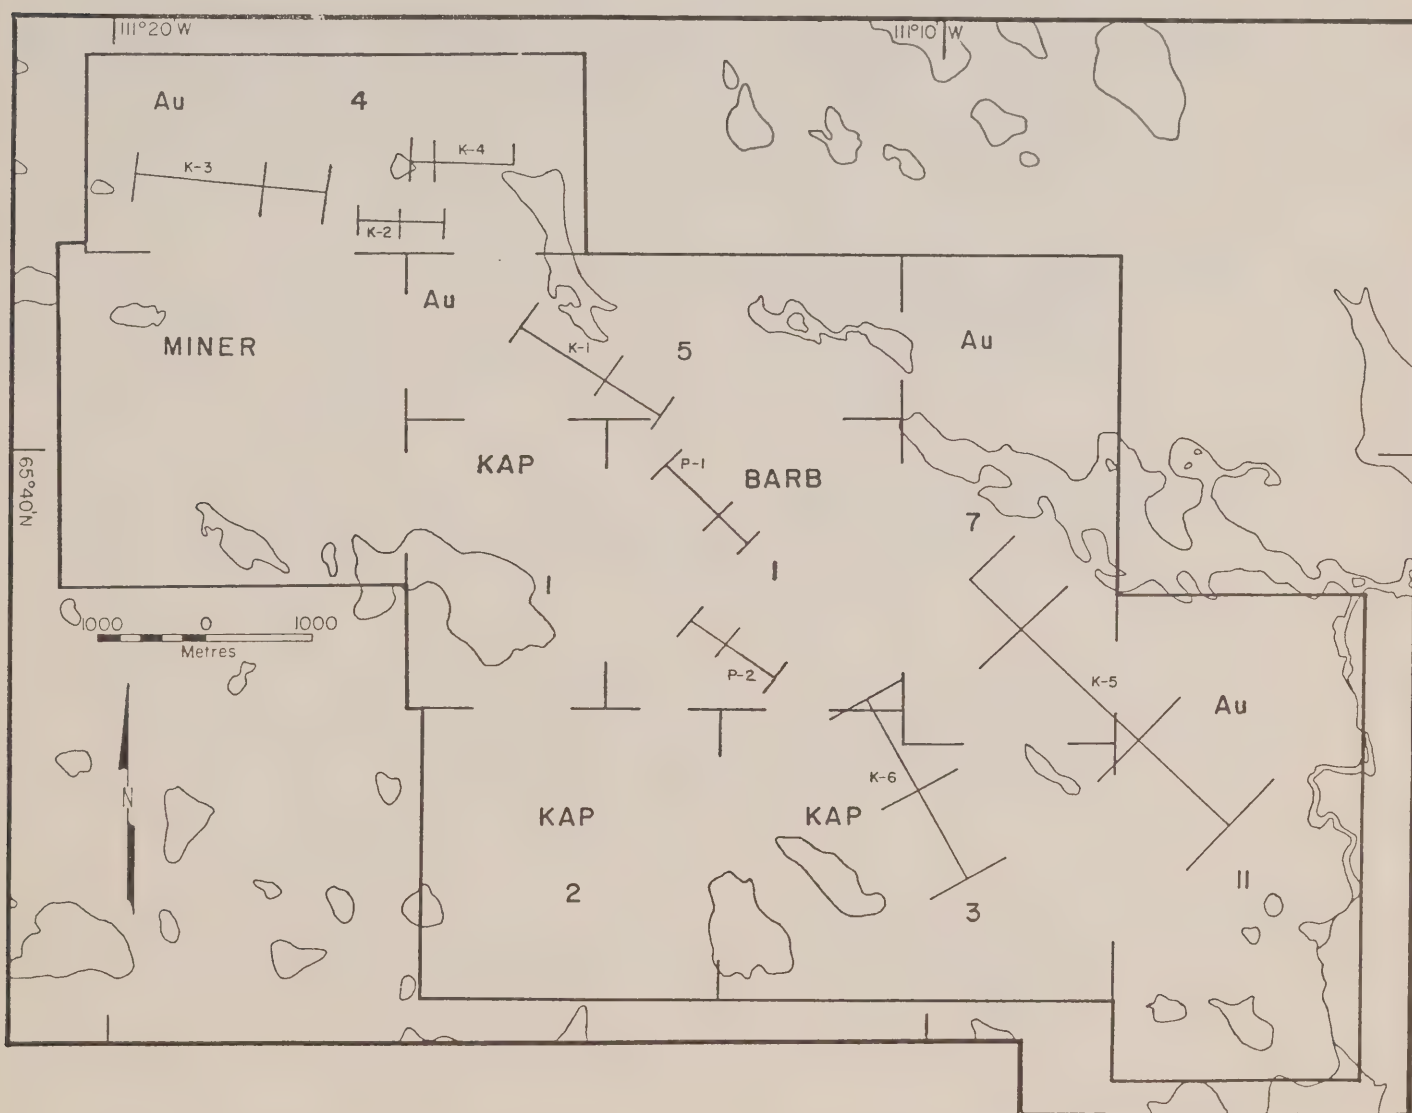 111°20'W
111°10'W
Au 4
K-3
K-4
K-2
Au
MINER
K-1
5
Au
KAP
P-1
BARB
65°40'N
7
1
1
1000 0 1000
Metres
P-2
K-5
Au
K-6
N
KAP
KAP
2
3
11